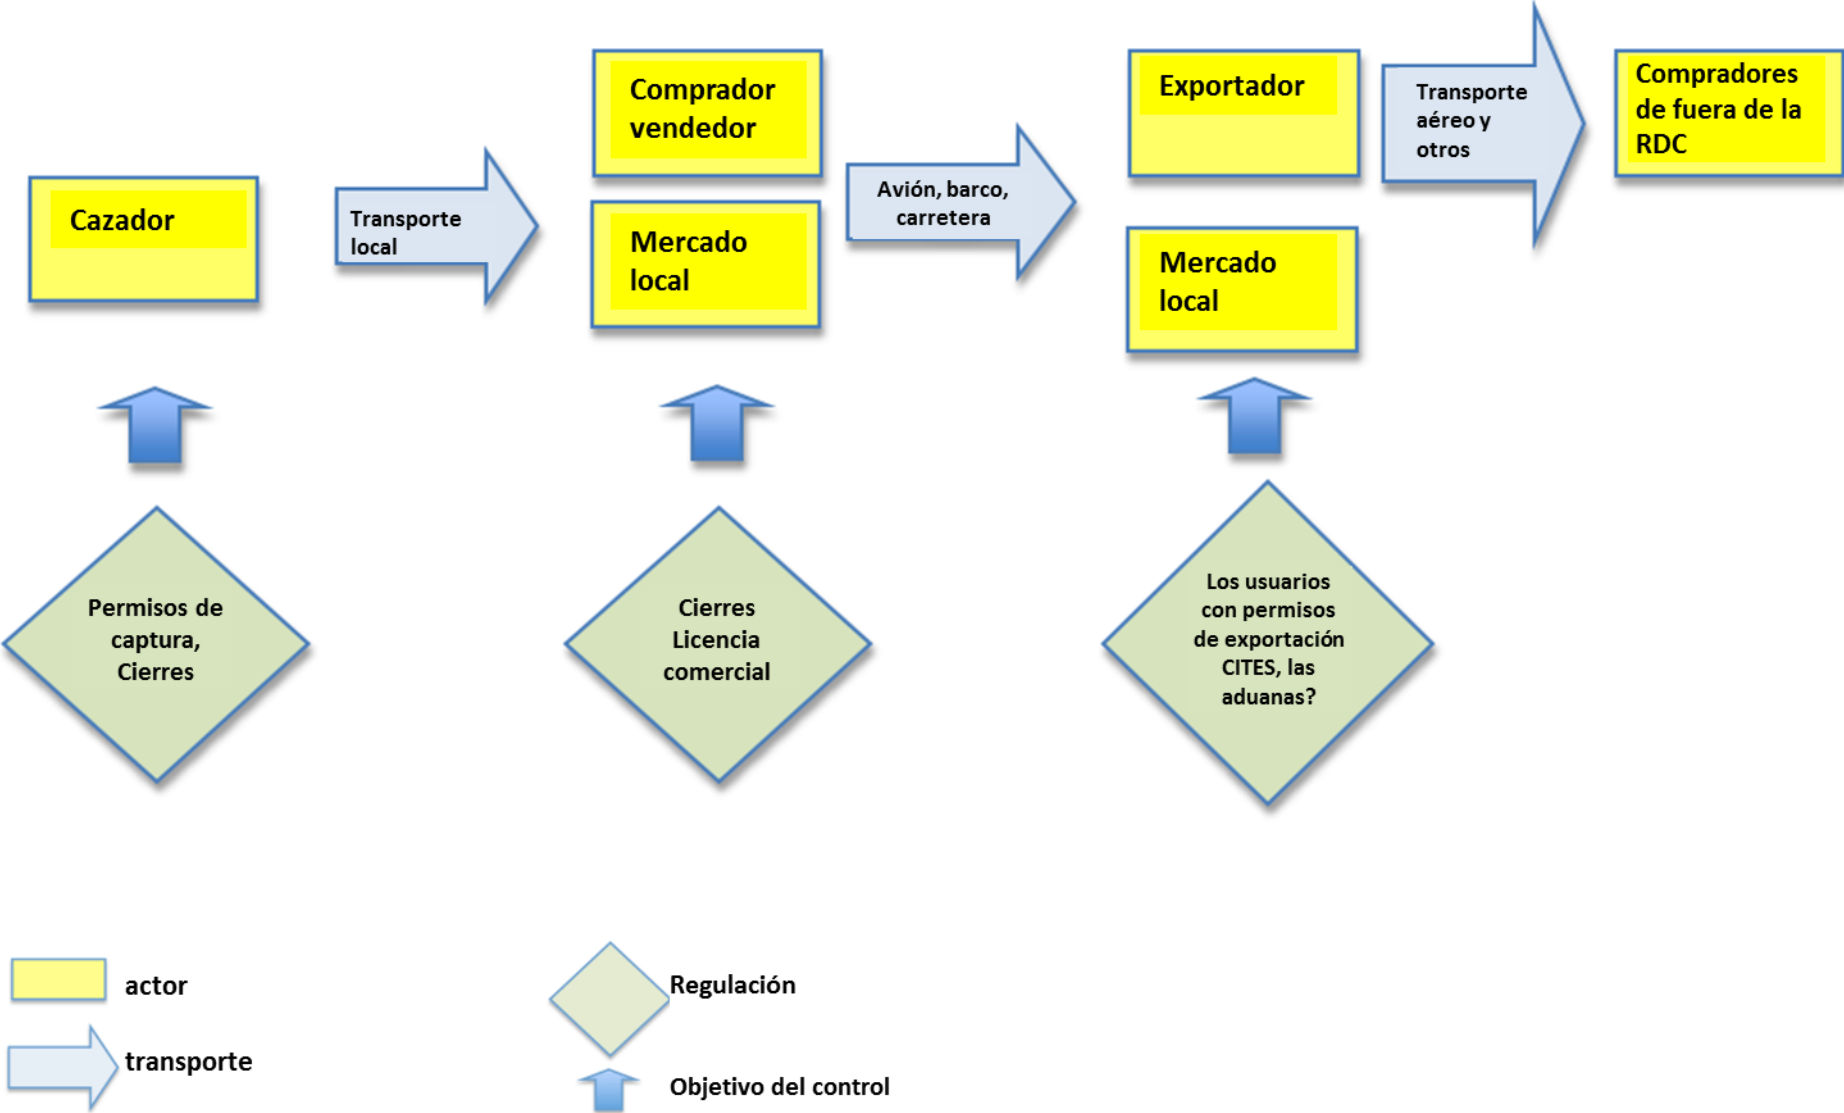 Cazador
Transporte
local
Comprador
vendedor
Mercado
local
Avión, barco,
carretera
Exportador
Mercado
local
Transporte
aéreo y
otros
Compradores
de fuera de la
RDC
Permisos de
captura,
Cierres
Cierres
Licencia
comercial
Los usuarios
con permisos
de exportación
CITES, las
aduanas?
actor
transporte
Regulación
Objetivo del control